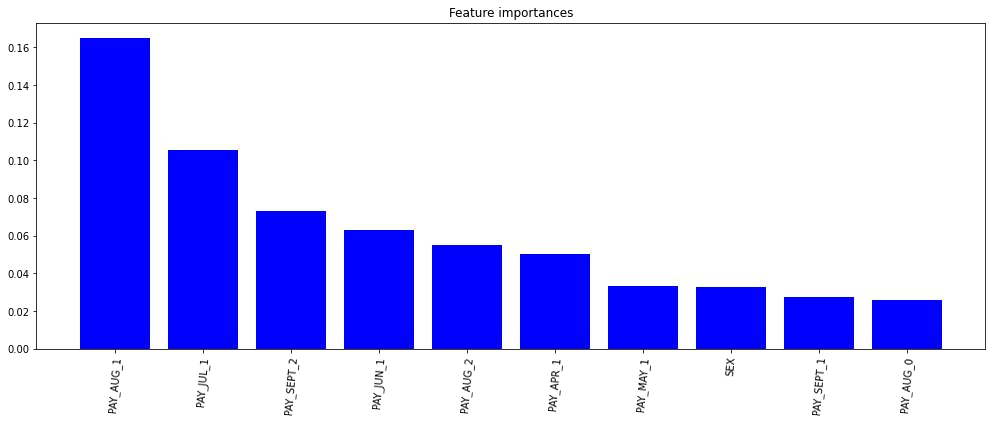 Feature importances
0.16
0.14
0.12
0.10
0.08
0.06
0.04
0.02
0.00
PAY_AUG_1
PAY_JUL_1
PAY_SEPT_2
PAY_JUN_1
PAY_AUG_2
PAY_APR_1
PAY_MAY_1
SEX
PAY_SEPT_1
PAY_AUG_0